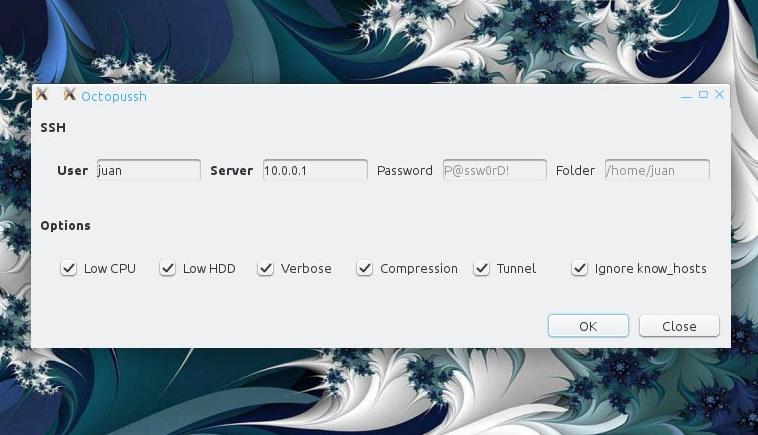 Octopussh
SSH
User juan Server 10.0.0.1 Password P@ssw0rD! Folder /home/juan
Options
Low CPU Low HDD Verbose Compression Tunnel Ignore know_hosts
OK Close